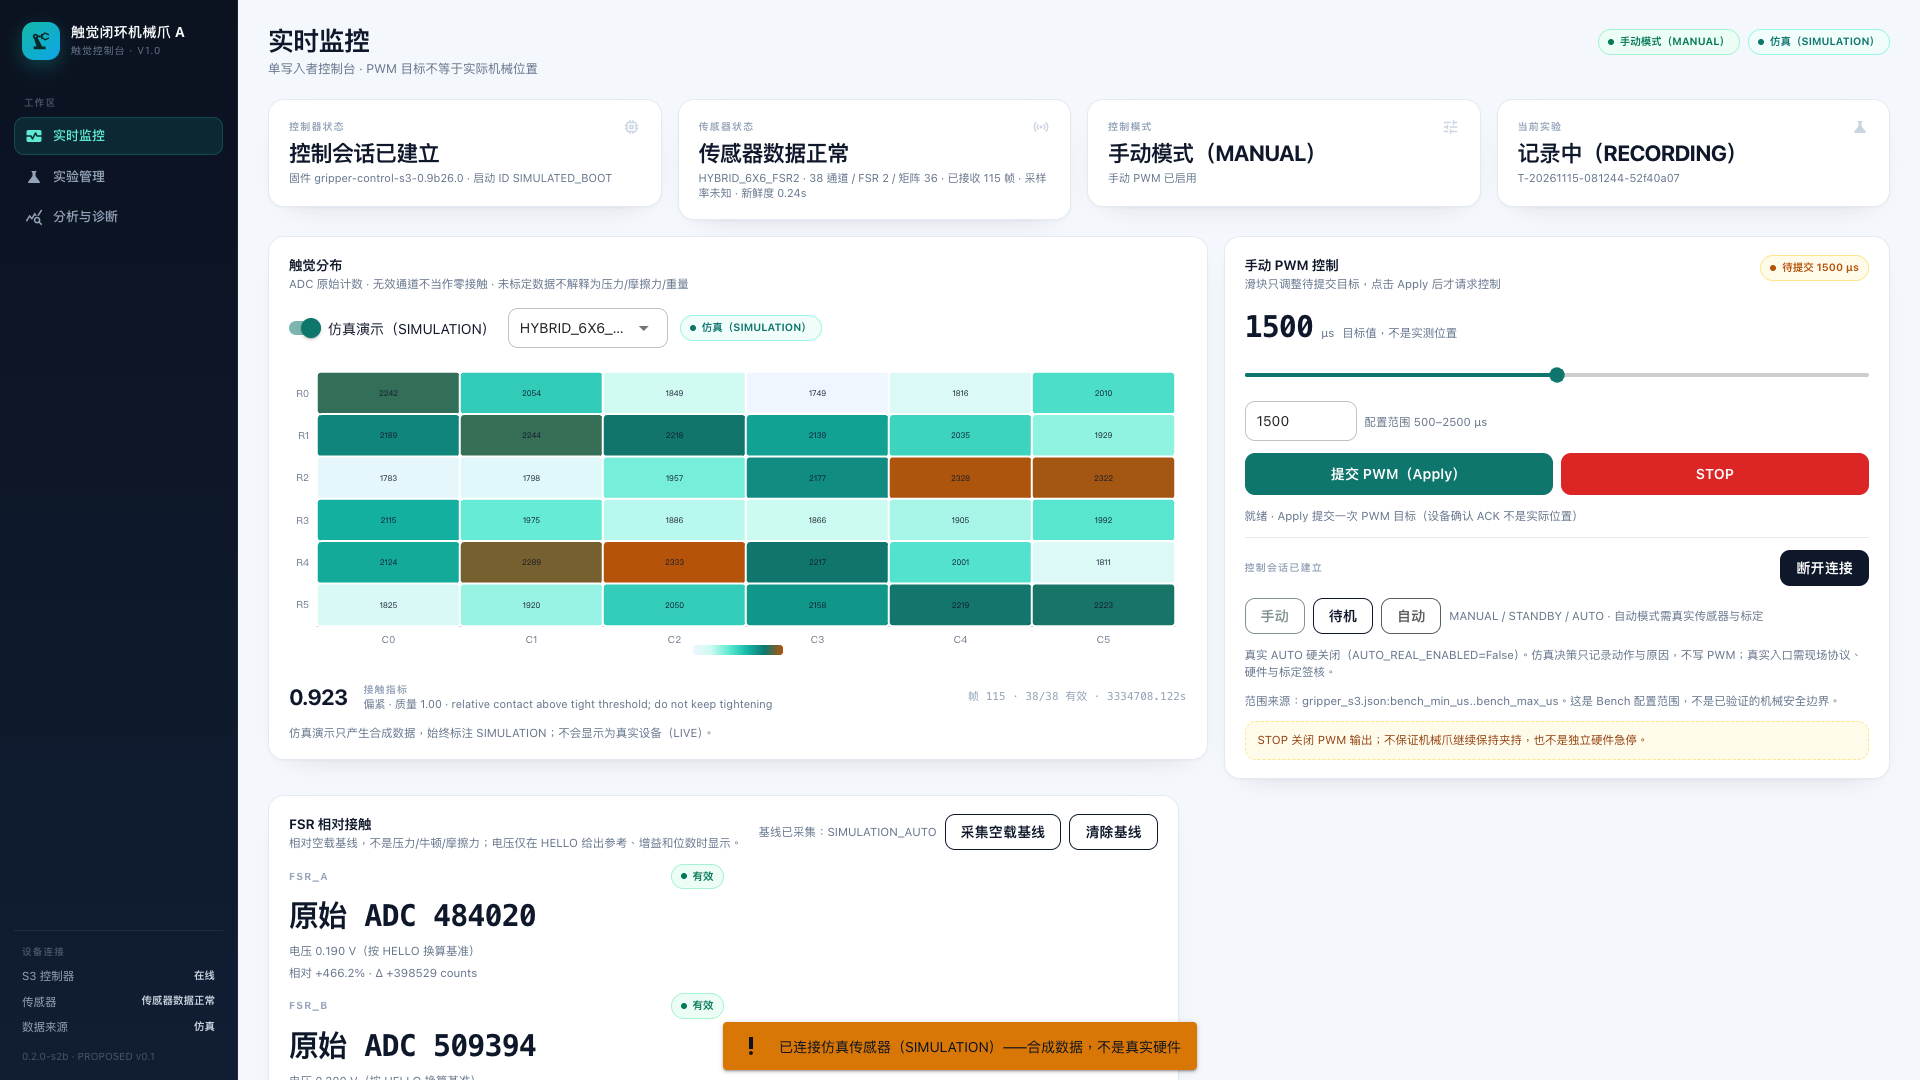 触觉闭环机械爪 A
触觉控制台 · V1.0
工作区
实时监控
实验管理
分析与诊断
设备连接
S3 控制器 在线
传感器 传感器数据正常
数据来源 仿真
0.2.0-s2b · PROPOSED v0.1
实时监控
单写入者控制台 · PWM 目标不等于实际机械位置
手动模式（MANUAL）
仿真（SIMULATION）
控制器状态
控制会话已建立
固件 gripper-control-s3-0.9b26.0 · 启动 ID SIMULATED_BOOT
传感器状态
传感器数据正常
HYBRID_6X6_FSR2 · 38 通道 / FSR 2 / 矩阵 36 · 已接收 115 帧 · 采样
率未知 · 新鲜度 0.24s
控制模式
手动模式（MANUAL）
手动 PWM 已启用
当前实验
记录中（RECORDING）
T-20261115-081244-52f40a07
触觉分布
ADC 原始计数 · 无效通道不当作零接触 · 未标定数据不解释为压力/摩擦力/重量
仿真演示（SIMULATION）
HYBRID_6X6_...
仿真（SIMULATION）
R0 2242 2054 1849 1749 1816 2010
R1 2189 2244 2218 2139 2035 1929
R2 1783 1798 1957 2177 2328 2322
R3 2115 1975 1886 1866 1905 1992
R4 2124 2289 2333 2217 2001 1811
R5 1825 1920 2050 2158 2219 2223
C0 C1 C2 C3 C4 C5
0.923
接触指标
偏紧 · 质量 1.00 · relative contact above tight threshold; do not keep tightening
帧 115 · 38/38 有效 · 3334708.122s
仿真演示只产生合成数据，始终标注 SIMULATION；不会显示为真实设备（LIVE）。
手动 PWM 控制
滑块只调整待提交目标，点击 Apply 后才请求控制
待提交 1500 µs
1500 µs 目标值，不是实测位置
1500
配置范围 500–2500 µs
提交 PWM（Apply）
STOP
就绪 · Apply 提交一次 PWM 目标（设备确认 ACK 不是实际位置）
控制会话已建立
断开连接
手动
待机
自动
MANUAL / STANDBY / AUTO · 自动模式需真实传感器与标定
真实 AUTO 硬关闭（AUTO_REAL_ENABLED=False）。仿真决策只记录动作与原因，不写 PWM；真实入口需现场协议、
硬件与标定签核。
范围来源：gripper_s3.json:bench_min_us..bench_max_us。这是 Bench 配置范围，不是已验证的机械安全边界。
STOP 关闭 PWM 输出；不保证机械爪继续保持夹持，也不是独立硬件急停。
FSR 相对接触
相对空载基线，不是压力/牛顿/摩擦力；电压仅在 HELLO 给出参考、增益和位数时显示。
基线已采集：SIMULATION_AUTO
采集空载基线
清除基线
FSR_A
有效
原始 ADC 484020
电压 0.190 V（按 HELLO 换算基准）
相对 +466.2% · Δ +398529 counts
FSR_B
有效
原始 ADC 509394
电压 0.200 V（按 HELLO 换算基准）
已连接仿真传感器（SIMULATION）——合成数据，不是真实硬件